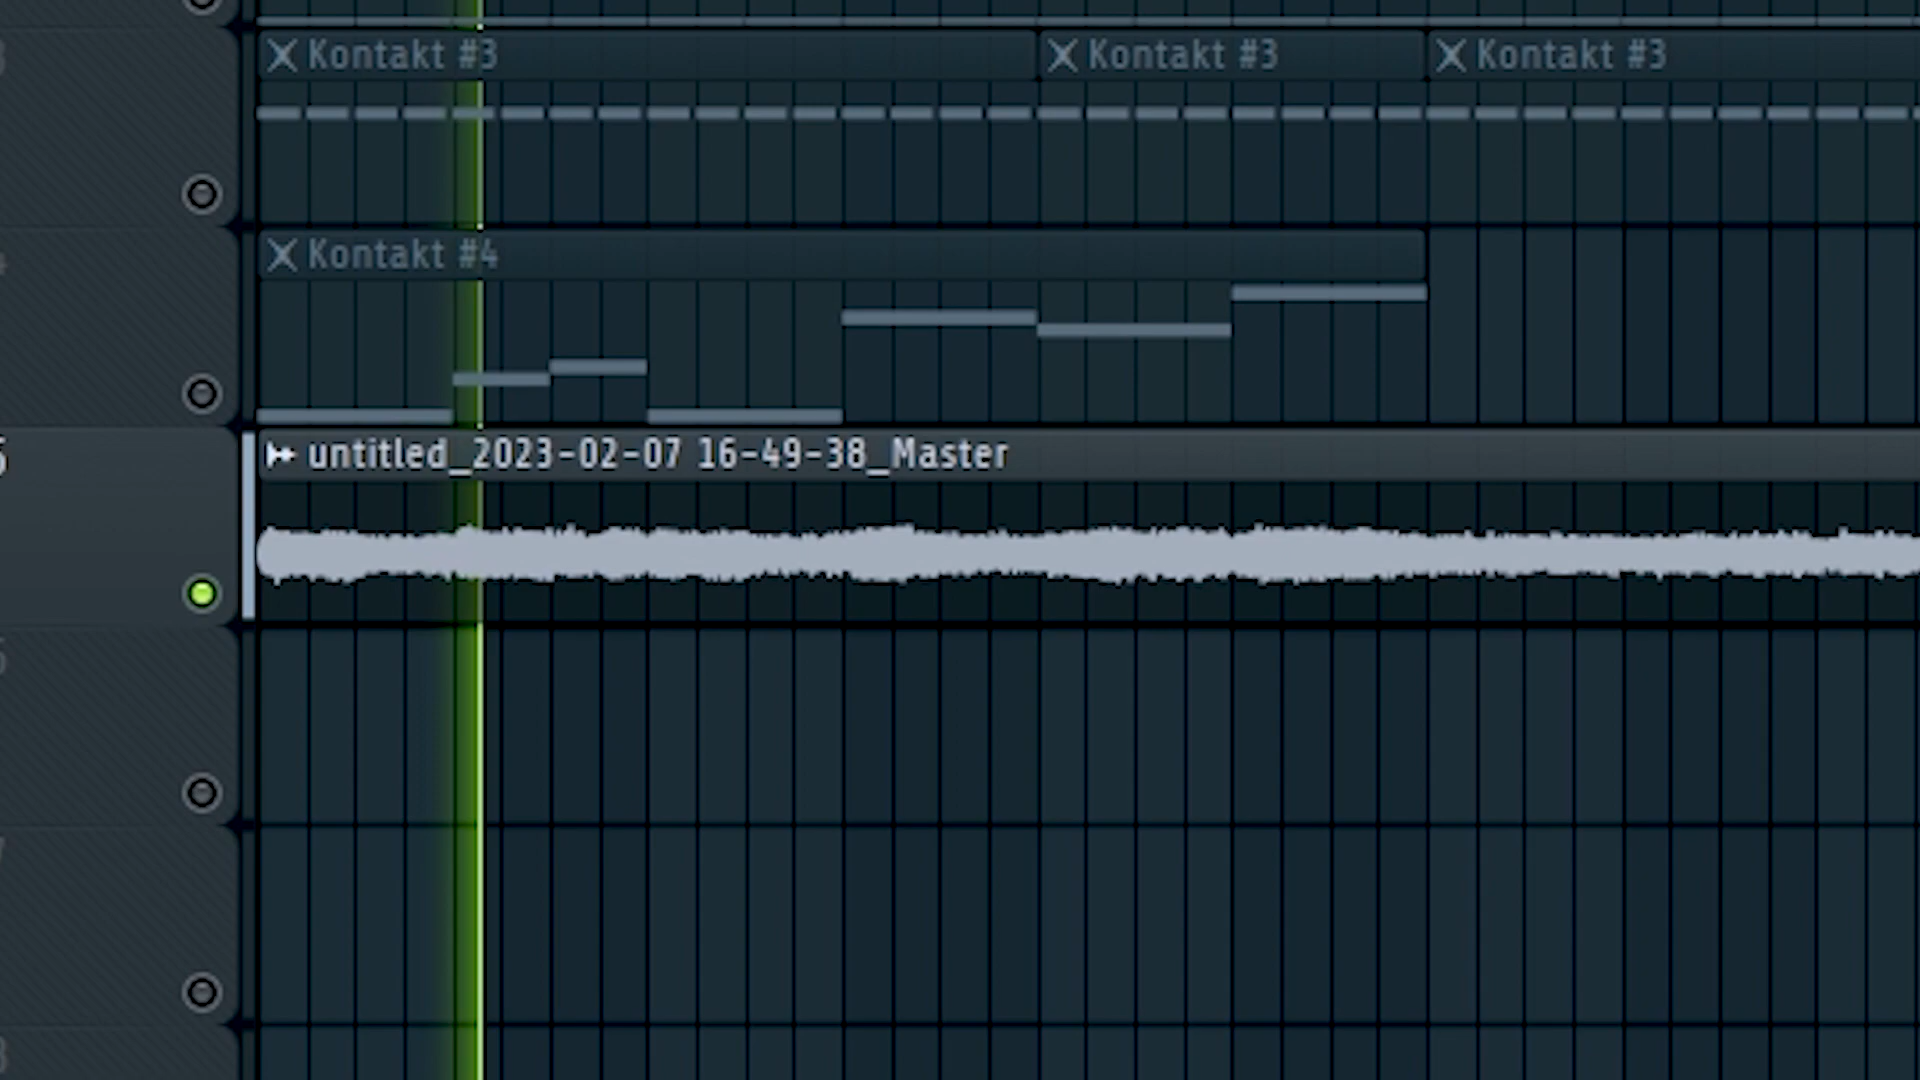 Kontakt #3 Kontakt #3 Kontakt #3
Kontakt #4
untitled_2023-02-07 16-49-38_Master